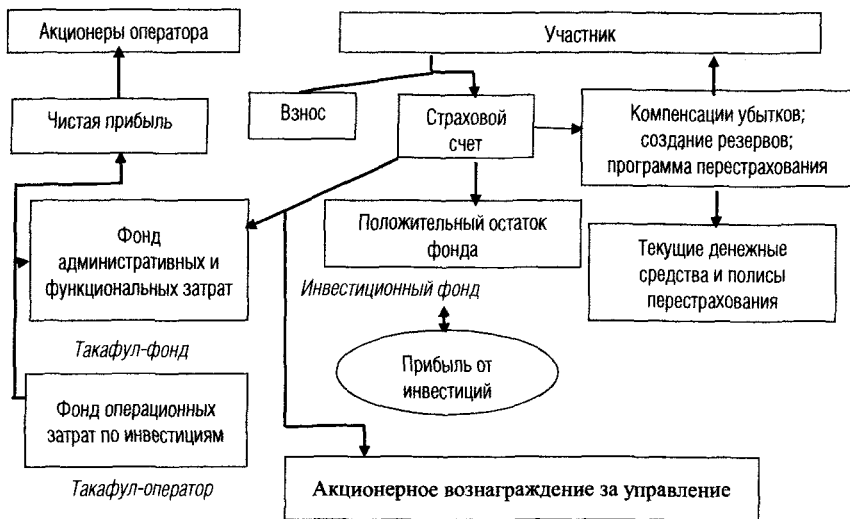 Акционеры оператора
Участник
Чистая прибыль
Взнос
Страховой
счет
Компенсации убытков;
создание резервов;
программа перестрахования
Фонд
административных и
функциональных затрат
Положительный остаток
фонда
Текущие денежные
средства и полисы
перестрахования
Инвестиционный фонд
Такафул-фонд
Прибыль от
инвестиций
Фонд операционных
затрат по инвестициям
Такафул-оператор
Акционерное вознаграждение за управление